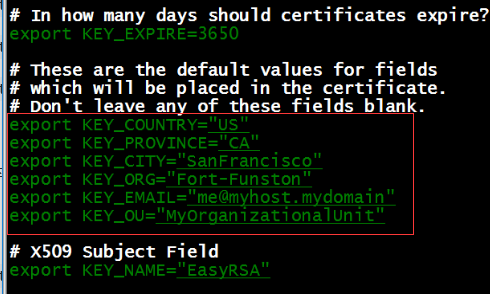 # In how many days should certificates expire?
export KEY_EXPIRE=3650
# These are the default values for fields
# which will be placed in the certificate.
# Don't leave any of these fields blank.
export KEY_COUNTRY="US"
export KEY_PROVINCE="CA"
export KEY_CITY="SanFrancisco"
export KEY_ORG="Fort-Funston"
export KEY_EMAIL="me@myhost.mydomain"
export KEY_OU="MyOrganizationalUnit"
# X509 Subject Field
export KEY_NAME="EasyRSA"